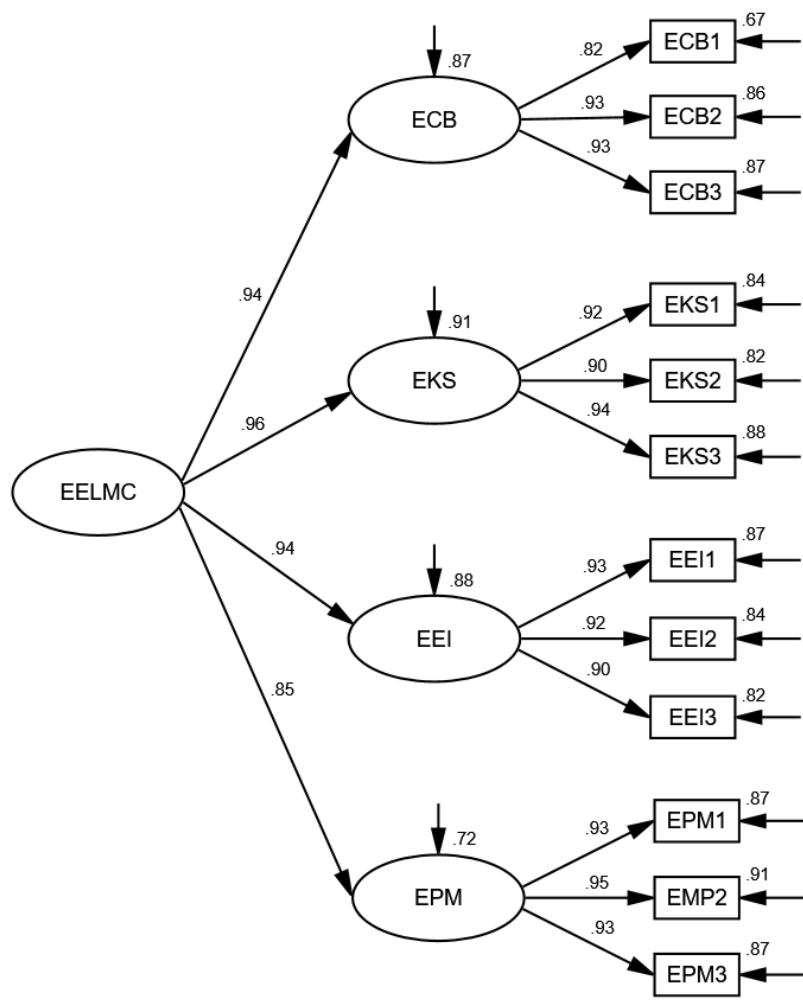 .67
.87
.82
ECB1
.86
ECB
.93
ECB2
.93
.87
ECB3
.94
.84
.91
.92
EKS1
.82
EKS
.90
EKS2
.96
.94
.88
EKS3
EELMC
.94
.87
.88
.93
EEI1
.84
EEI
.92
EEI2
.90
.82
EEI3
.85
.87
.72
.93
EPM1
.91
EPM
.95
EMP2
.93
.87
EPM3